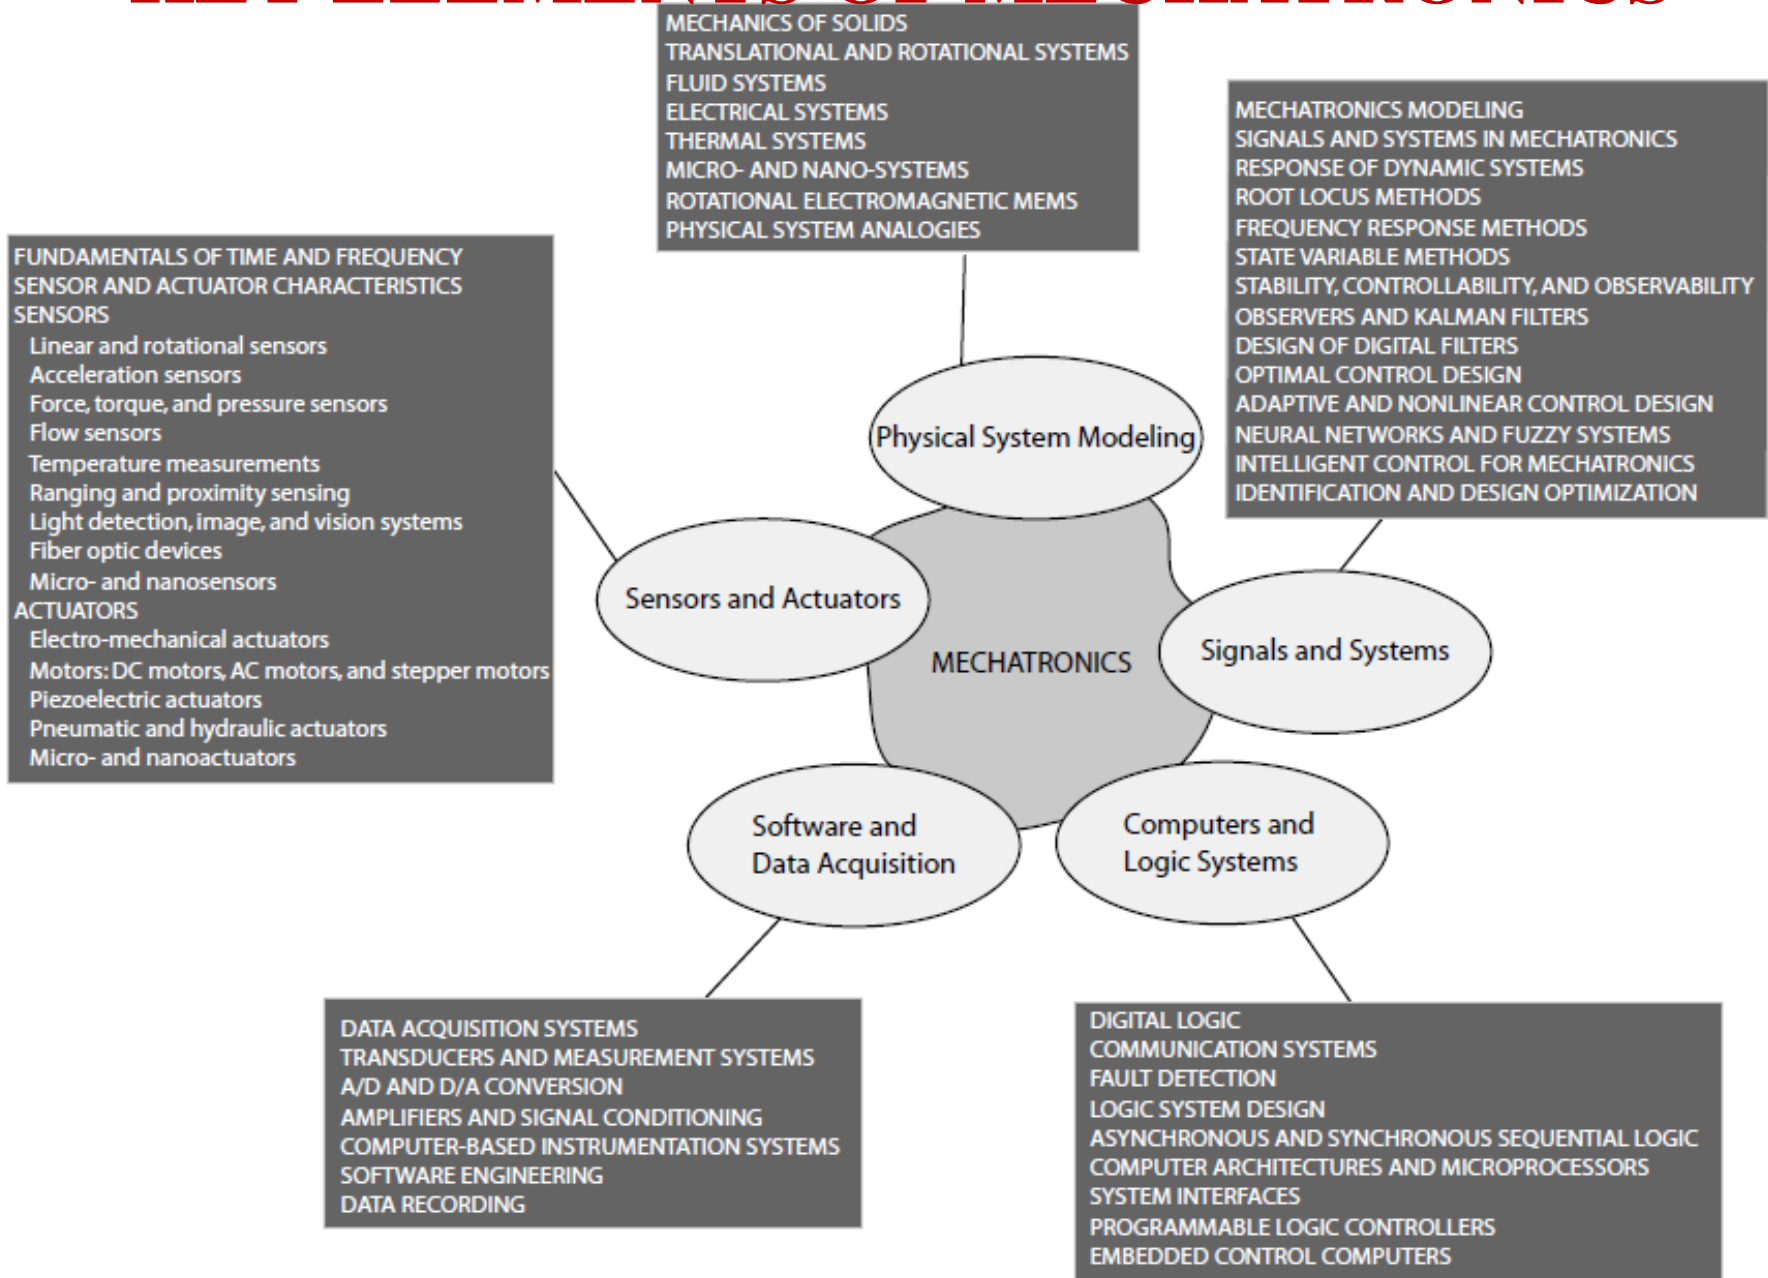 KEY ELEMENTS OF MECHATRONICS
MECHANICS OF SOLIDS
TRANSLATIONAL AND ROTATIONAL SYSTEMS
FLUID SYSTEMS
ELECTRICAL SYSTEMS
THERMAL SYSTEMS
MICRO- AND NANO-SYSTEMS
ROTATIONAL ELECTROMAGNETIC MEMS
PHYSICAL SYSTEM ANALOGIES
MECHATRONICS MODELING
SIGNALS AND SYSTEMS IN MECHATRONICS
RESPONSE OF DYNAMIC SYSTEMS
ROOT LOCUS METHODS
FREQUENCY RESPONSE METHODS
STATE VARIABLE METHODS
STABILITY, CONTROLLABILITY, AND OBSERVABILITY
OBSERVERS AND KALMAN FILTERS
DESIGN OF DIGITAL FILTERS
OPTIMAL CONTROL DESIGN
ADAPTIVE AND NONLINEAR CONTROL DESIGN
NEURAL NETWORKS AND FUZZY SYSTEMS
INTELLIGENT CONTROL FOR MECHATRONICS
IDENTIFICATION AND DESIGN OPTIMIZATION
FUNDAMENTALS OF TIME AND FREQUENCY
SENSOR AND ACTUATOR CHARACTERISTICS
SENSORS
Linear and rotational sensors
Acceleration sensors
Force, torque, and pressure sensors
Flow sensors
Temperature measurements
Ranging and proximity sensing
Light detection, image, and vision systems
Fiber optic devices
Micro- and nanosensors
ACTUATORS
Electro-mechanical actuators
Motors: DC motors, AC motors, and stepper motors
Piezoelectric actuators
Pneumatic and hydraulic actuators
Micro- and nanoactuators
Physical System Modeling
Sensors and Actuators
MECHATRONICS
Signals and Systems
Software and
Data Acquisition
Computers and
Logic Systems
DATA ACQUISITION SYSTEMS
TRANSDUCERS AND MEASUREMENT SYSTEMS
A/D AND D/A CONVERSION
AMPLIFIERS AND SIGNAL CONDITIONING
COMPUTER-BASED INSTRUMENTATION SYSTEMS
SOFTWARE ENGINEERING
DATA RECORDING
DIGITAL LOGIC
COMMUNICATION SYSTEMS
FAULT DETECTION
LOGIC SYSTEM DESIGN
ASYNCHRONOUS AND SYNCHRONOUS SEQUENTIAL LOGIC
COMPUTER ARCHITECTURES AND MICROPROCESSORS
SYSTEM INTERFACES
PROGRAMMABLE LOGIC CONTROLLERS
EMBEDDED CONTROL COMPUTERS